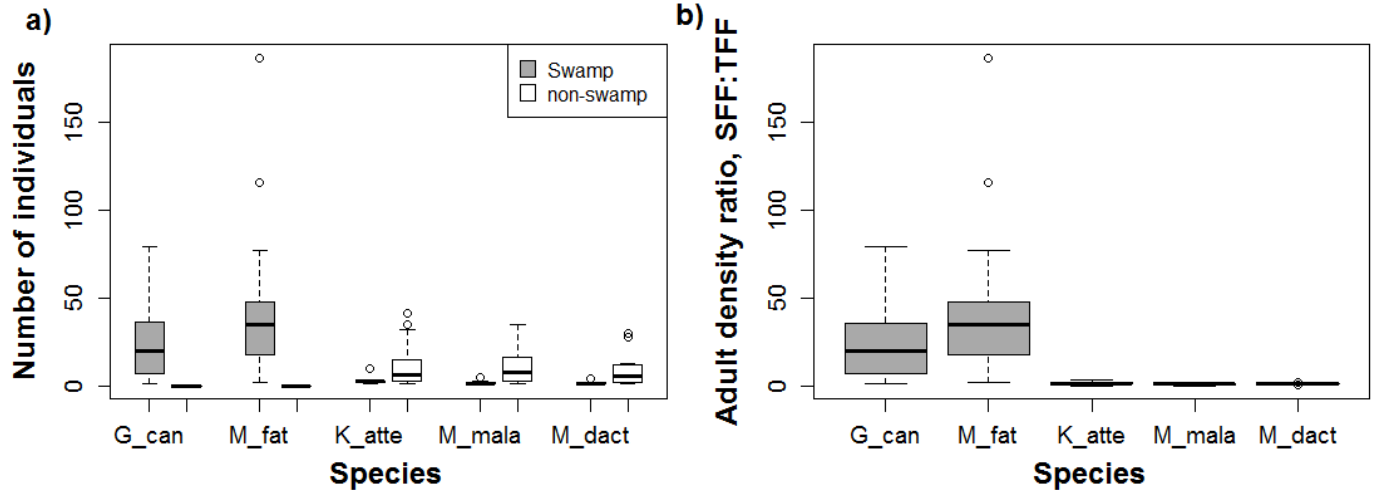 a)
Number of individuals
150
100
50
0
Swamp
non-swamp
G_can M_fat K_atte M_mala M_dact
Species
b)
Adult density ratio, SFF:TFF
150
100
50
0
G_can M_fat K_atte M_mala M_dact
Species